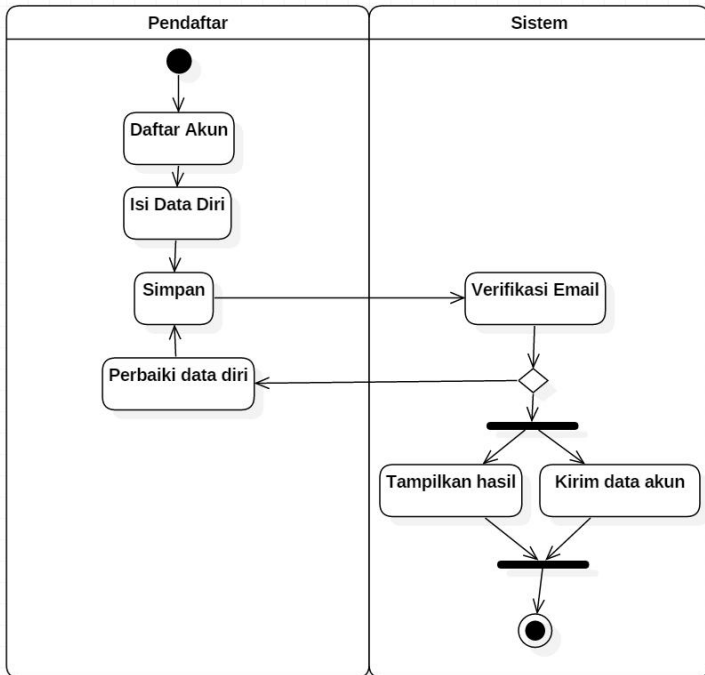 Pendaftar
Sistem
Daftar Akun
Isi Data Diri
Simpan
Verifikasi Email
Perbaiki data diri
Tampilkan hasil
Kirim data akun